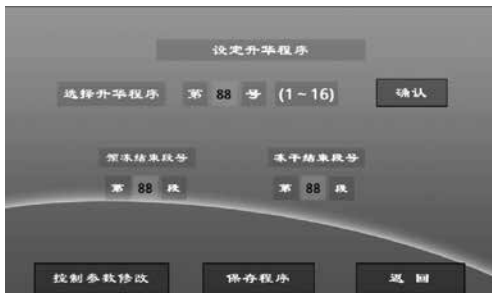 设定升华程序
选择升华程序 第 88 号 (1~16) 确认
预冻结束段号 冻干结束段号
第 88 段 第 88 段
控制参数修改 保存程序 返回